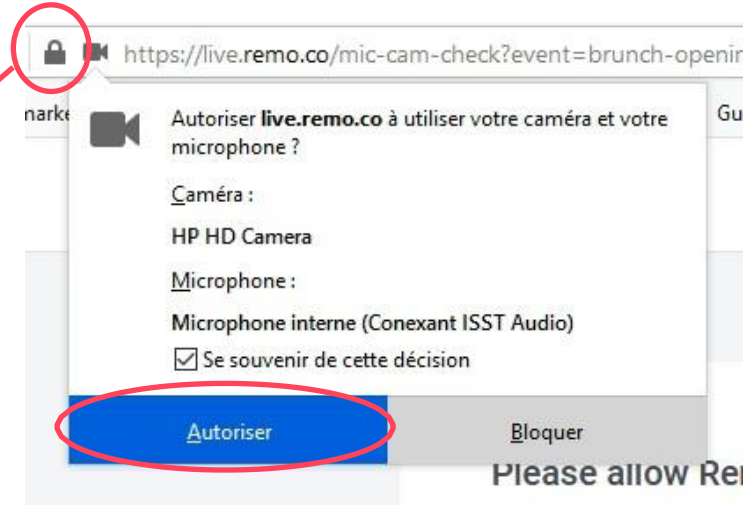 https://live.remo.co/mic-cam-check?event=brunch-openin
Autoriser live.remo.co à utiliser votre caméra et votre
microphone ?
Caméra :
HP HD Camera
Microphone :
Microphone interne (Conexant ISST Audio)
Se souvenir de cette décision
Autoriser Bloquer
Please allow